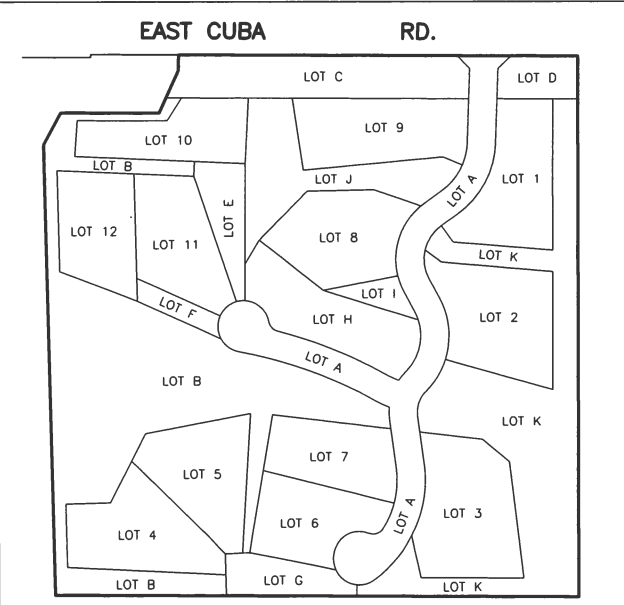 EAST CUBA RD.
LOT C
LOT D
LOT 9
LOT 10
LOT B
LOT J
LOT A
LOT 1
LOT E
LOT 12
LOT 11
LOT 8
LOT K
LOT I
LOT F
LOT H
LOT 2
LOT A
LOT B
LOT K
LOT 7
LOT 5
LOT 3
LOT A
LOT 6
LOT 4
LOT B
LOT G
LOT K